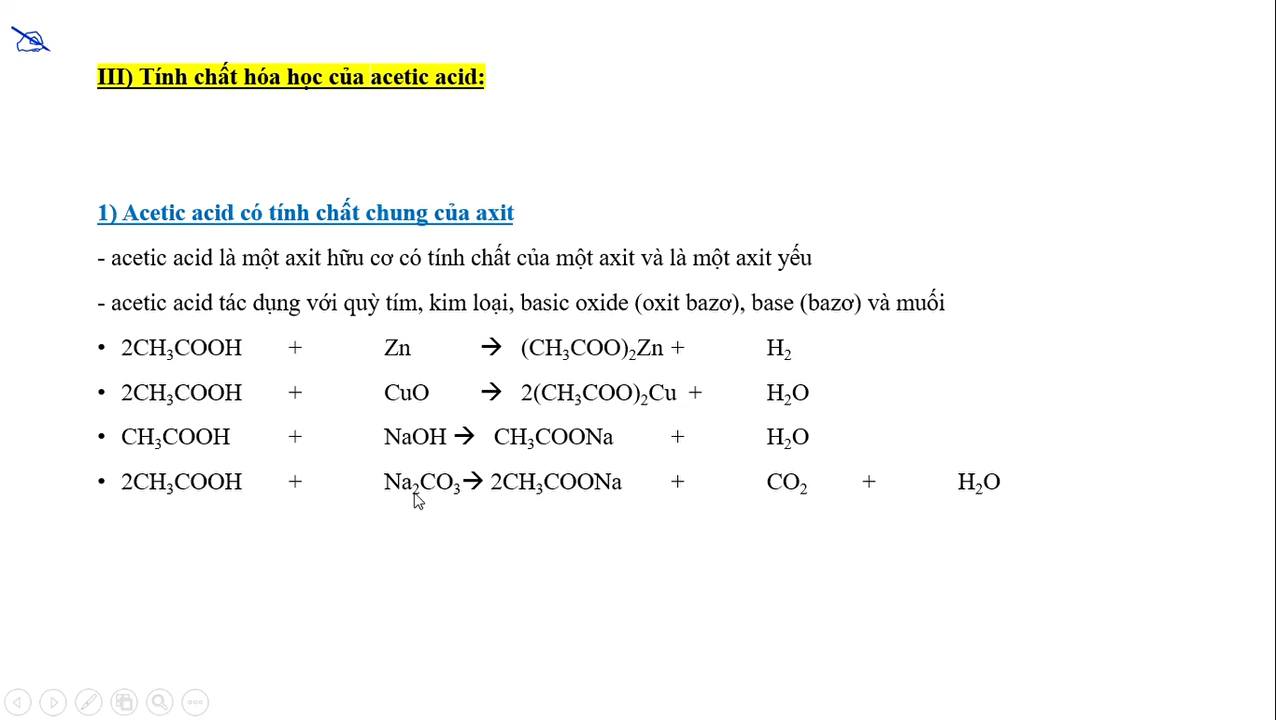 III) Tính chất hóa học của acetic acid:
1) Acetic acid có tính chất chung của axit
- acetic acid là một axit hữu cơ có tính chất của một axit và là một axit yếu
- acetic acid tác dụng với quỳ tím, kim loại, basic oxide (oxit bazơ), base (bazơ) và muối
• 2CH₃COOH + Zn → (CH₃COO)₂Zn + H₂
• 2CH₃COOH + CuO → 2(CH₃COO)₂Cu + H₂O
• CH₃COOH + NaOH → CH₃COONa + H₂O
• 2CH₃COOH + Na₂CO₃ → 2CH₃COONa + CO₂ + H₂O